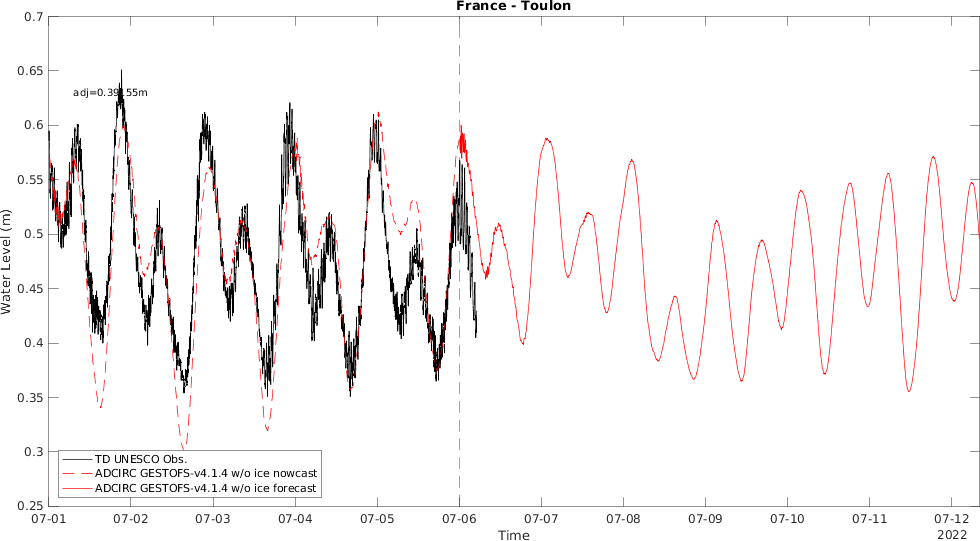 France - Toulon
0.7
0.65
0.6
0.55
0.5
0.45
0.4
0.35
0.3
0.25
Water Level (m)
TD UNESCO Obs.
ADCIRC GESTOFS-v4.1.4 w/o ice nowcast
ADCIRC GESTOFS-v4.1.4 w/o ice forecast
07-01 07-02 07-03 07-04 07-05 07-06 07-07 07-08 07-09 07-10 07-11 07-12
Time
2022